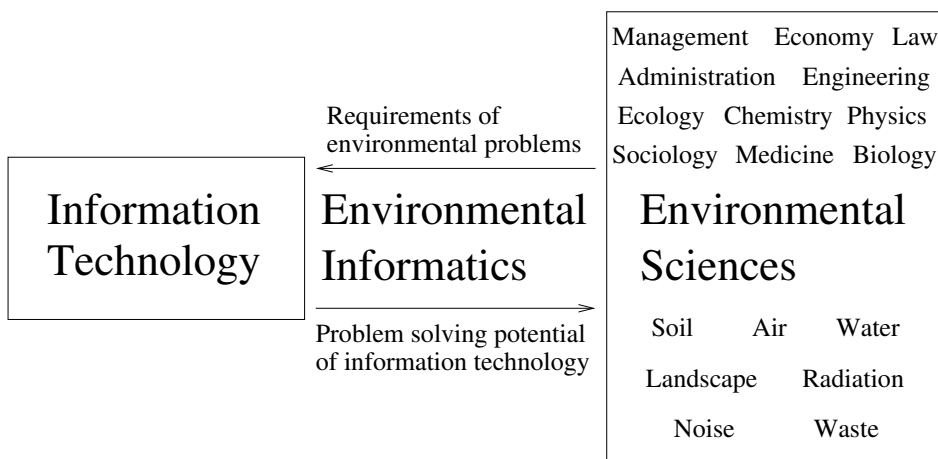 Management Economy Law
Administration Engineering
Ecology Chemistry Physics
Sociology Medicine Biology
Requirements of
environmental problems
Information
Technology
Environmental
Informatics
Environmental
Sciences
Problem solving potential
of information technology
Soil Air Water
Landscape Radiation
Noise Waste